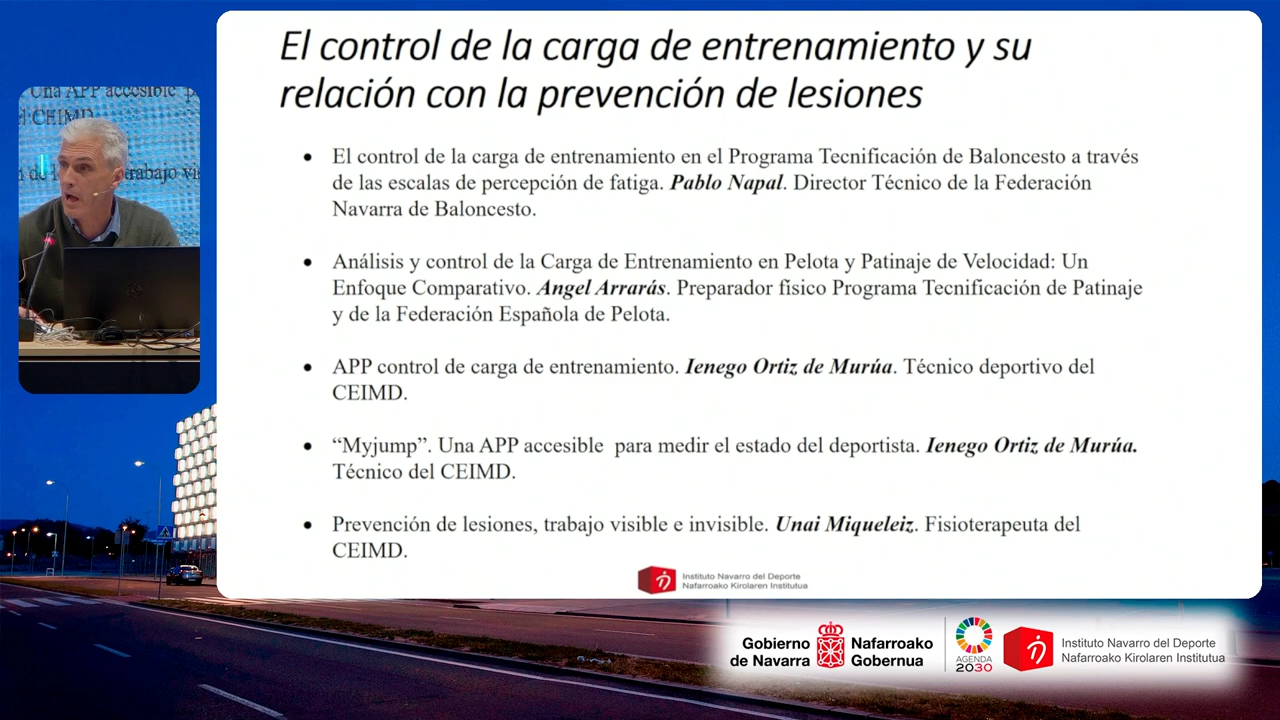 El control de la carga de entrenamiento y su
relación con la prevención de lesiones
• El control de la carga de entrenamiento en el Programa Tecnificación de Baloncesto a través
de las escalas de percepción de fatiga. Pablo Napal. Director Técnico de la Federación
Navarra de Baloncesto.
• Análisis y control de la Carga de Entrenamiento en Pelota y Patinaje de Velocidad: Un
Enfoque Comparativo. Angel Arrarás. Preparador físico Programa Tecnificación de Patinaje
y de la Federación Española de Pelota.
• APP control de carga de entrenamiento. Ienego Ortiz de Murúa. Técnico deportivo del
CEIMD.
• “Myjump”. Una APP accesible para medir el estado del deportista. Ienego Ortiz de Murúa.
Técnico del CEIMD.
• Prevención de lesiones, trabajo visible e invisible. Unai Miqueleiz. Fisioterapeuta del
CEIMD.
Instituto Navarro del Deporte
Nafarroako Kirolaren Institutua
Una APP accesible
CEIMD
trabajo
Gobierno
de Navarra
Nafarroako
Gobernua
AGENDA
2030
Instituto Navarro del Deporte
Nafarroako Kirolaren Institutua